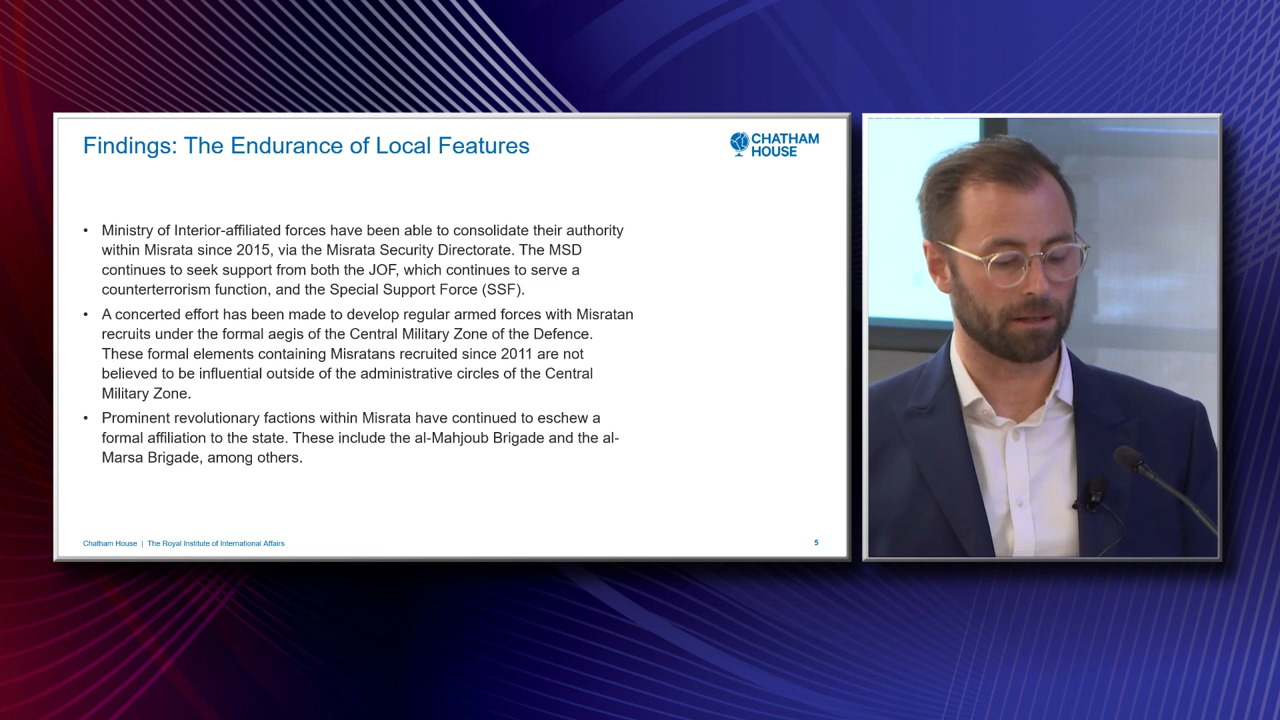 Findings: The Endurance of Local Features
CHATHAM
HOUSE
• Ministry of Interior-affiliated forces have been able to consolidate their authority
within Misrata since 2015, via the Misrata Security Directorate. The MSD
continues to seek support from both the JOF, which continues to serve a
counterterrorism function, and the Special Support Force (SSF).
• A concerted effort has been made to develop regular armed forces with Misratan
recruits under the formal aegis of the Central Military Zone of the Defence.
These formal elements containing Misratans recruited since 2011 are not
believed to be influential outside of the administrative circles of the Central
Military Zone.
• Prominent revolutionary factions within Misrata have continued to eschew a
formal affiliation to the state. These include the al-Mahjoub Brigade and the al-
Marsa Brigade, among others.
Chatham House | The Royal Institute of International Affairs
5